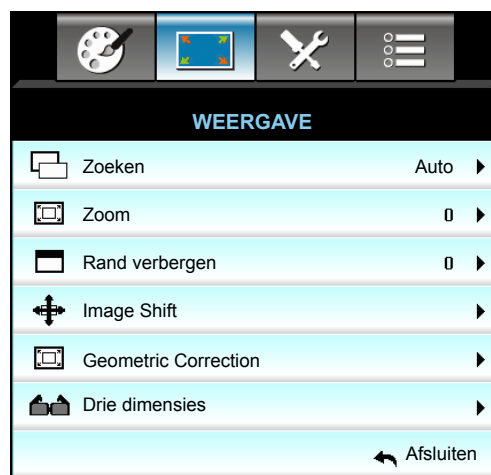 WEERGAVE
Zoeken Auto
Zoom 0
Rand verbergen 0
Image Shift
Geometric Correction
Drie dimensies
Afsluiten